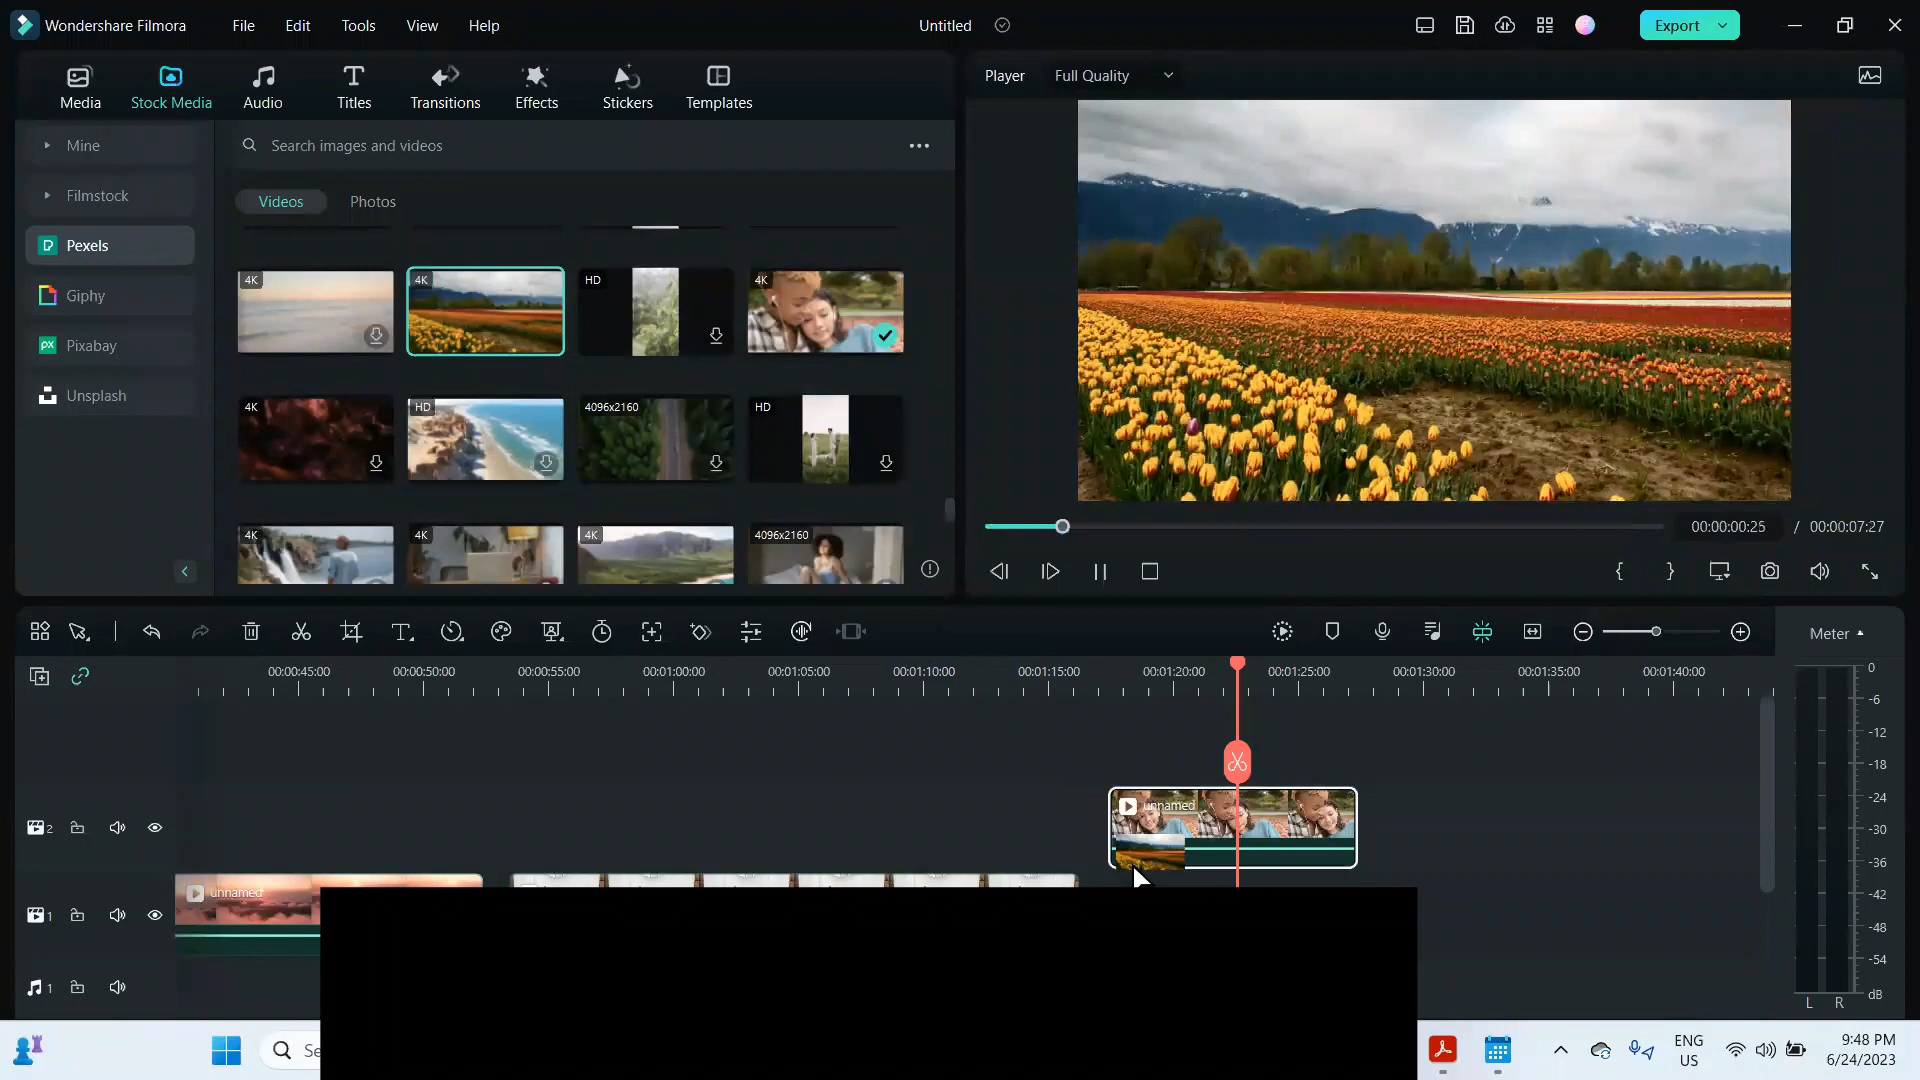 Wondershare Filmora
File
Edit
Tools
View
Help
Untitled
Export
Media
Stock Media
Audio
Titles
Transitions
Effects
Stickers
Templates
Player
Full Quality
Mine
Filmstock
Pexels
Giphy
Pixabay
Unsplash
Search images and videos
Videos
Photos
4K
4K
HD
4K
4K
HD
4096x2160
HD
4K
4K
4K
4096x2160
00:00:00:25 / 00:00:07:27
Meter
00:00:45:00
00:00:50:00
00:00:55:00
00:01:00:00
00:01:05:00
00:01:10:00
00:01:15:00
00:01:20:00
00:01:25:00
00:01:30:00
00:01:35:00
00:01:40:00
0
-6
-12
-18
-24
-30
-36
-42
-48
-54
dB
L R
unnamed
2
unnamed
1
1
Se
ENG
US
9:48 PM
6/24/2023